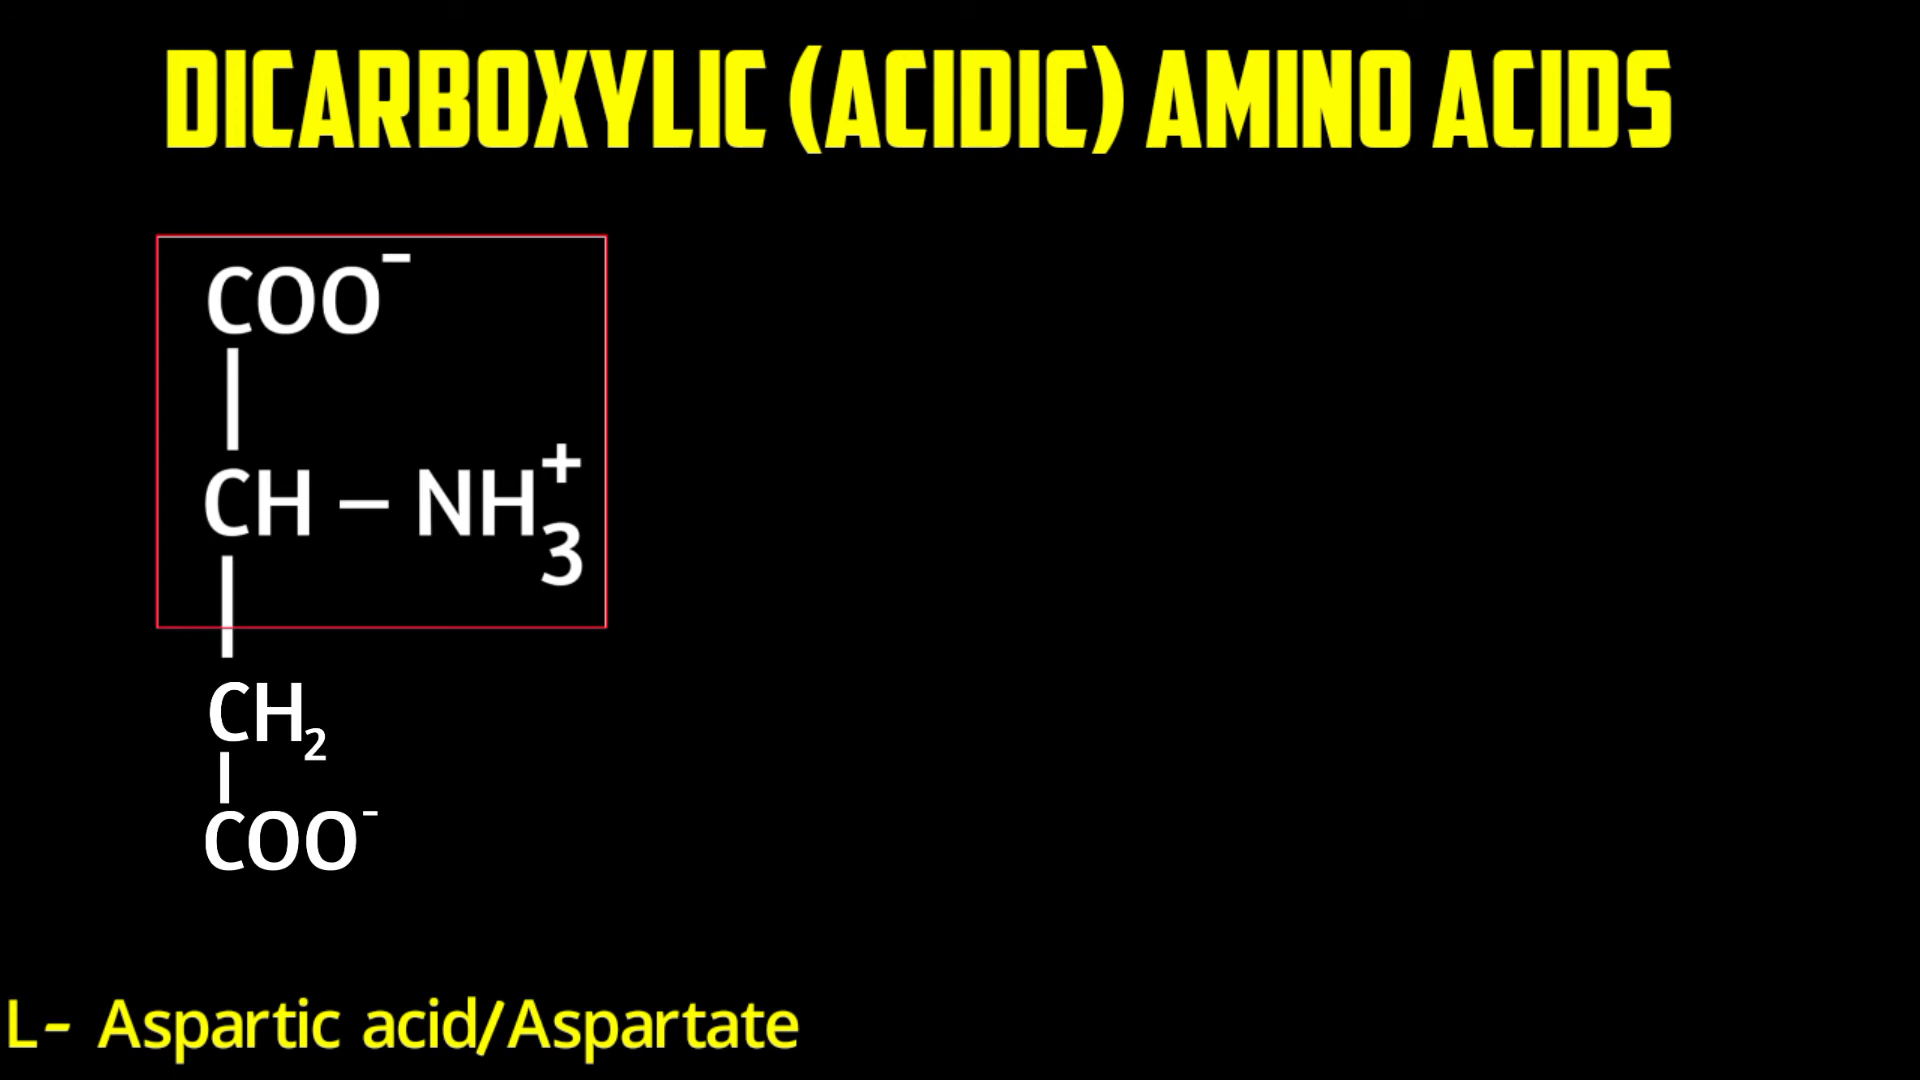 DICARBOXYLIC (ACIDIC) AMINO ACIDS
COO⁻
CH – NH₃⁺
CH₂
COO⁻
L- Aspartic acid/Aspartate